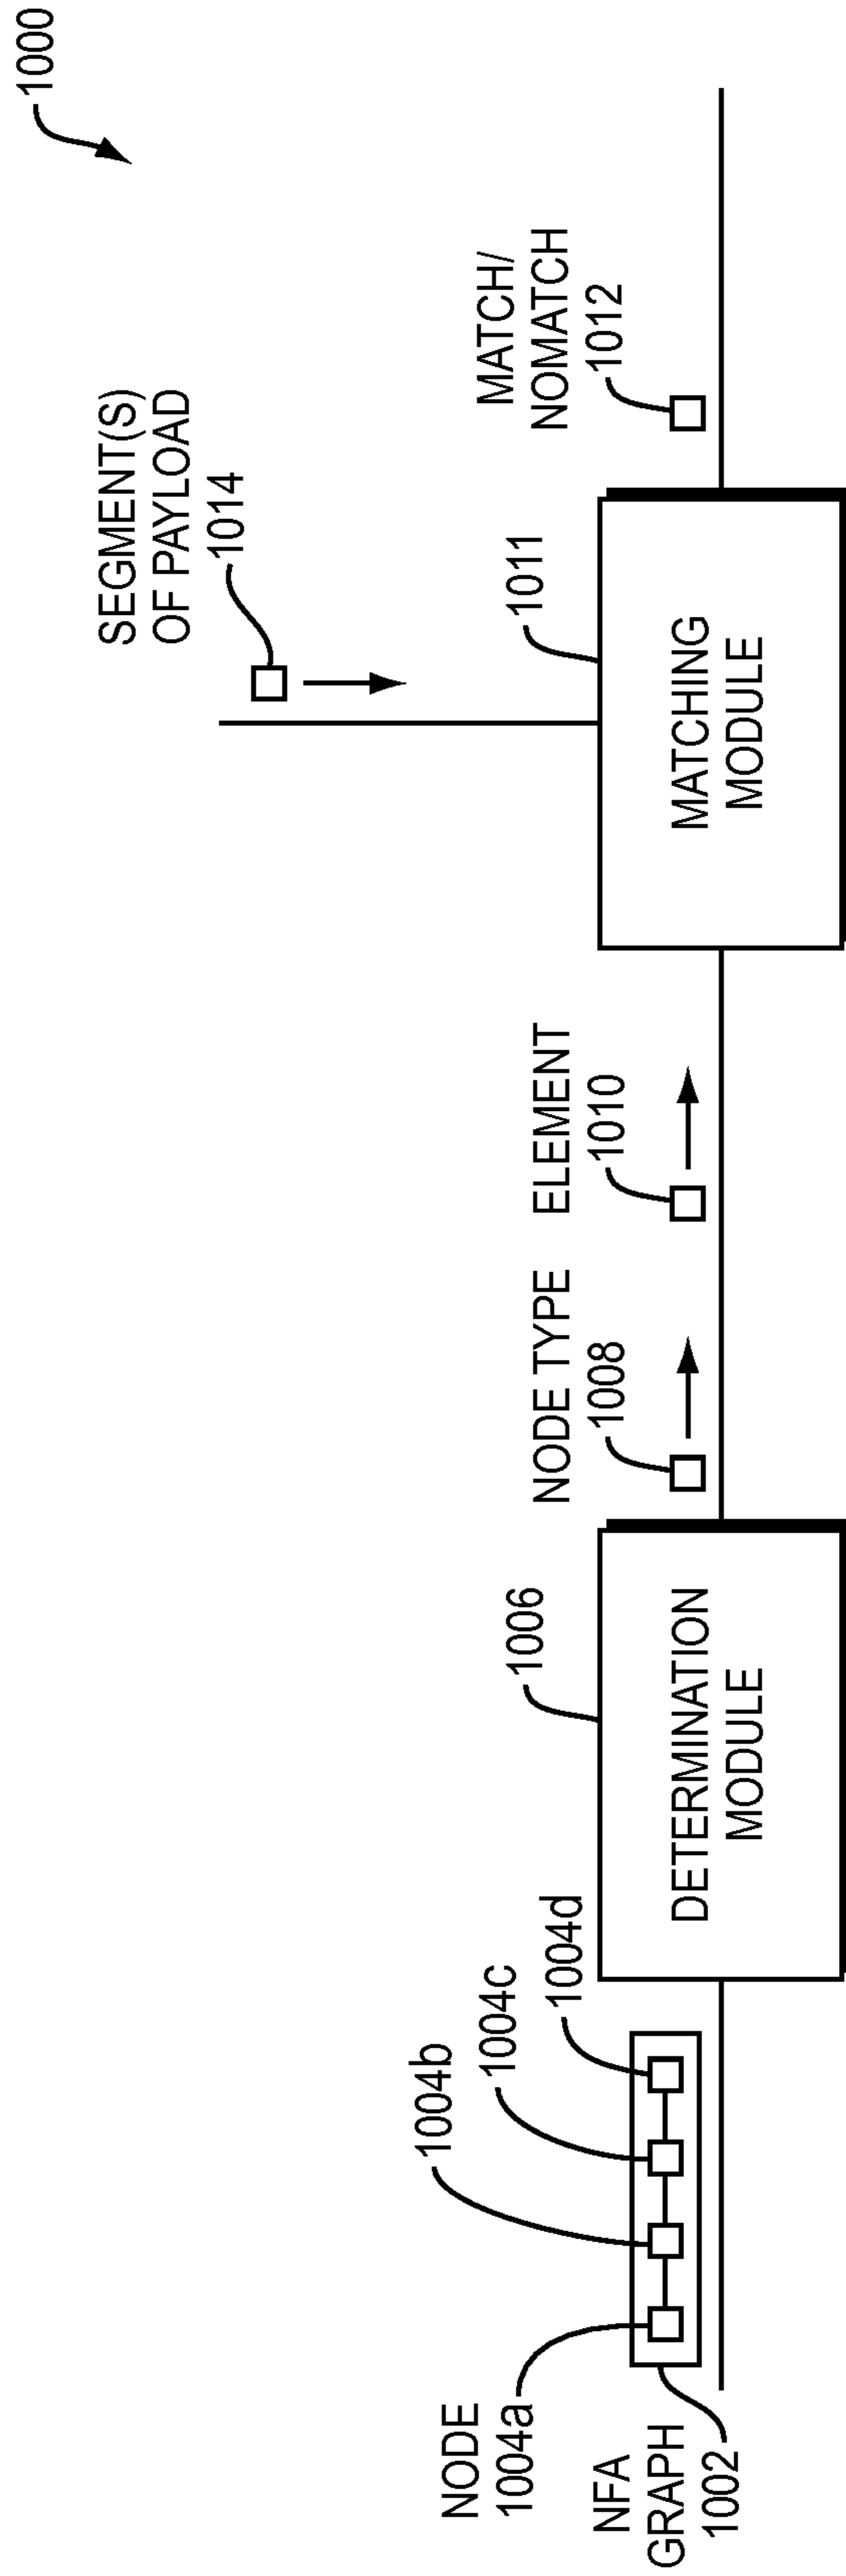 1000
SEGMENT(S)
OF PAYLOAD
1014
MATCH/
NOMATCH
1012
1011
MATCHING
MODULE
ELEMENT
1010
NODE TYPE
1008
1006
DETERMINATION
MODULE
1004b
1004c
1004d
NODE
1004a
NFA
GRAPH
1002